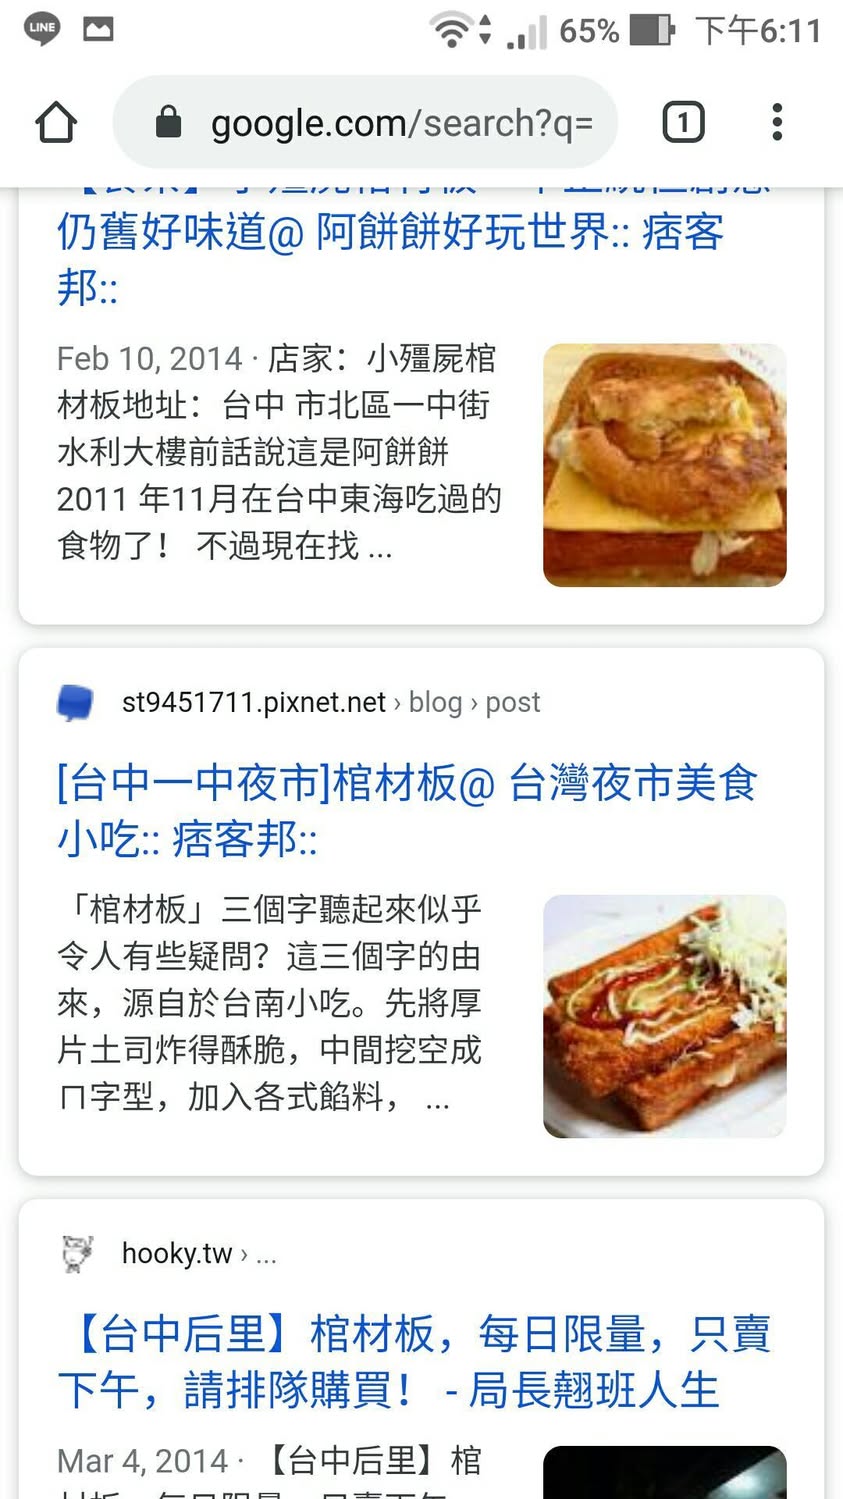 LINE 65% 下午6:11
google.com/search?q=
1
仍舊好味道@ 阿餅餅好玩世界:: 痞客
邦::
Feb 10, 2014 · 店家：小殭屍棺
材板地址：台中 市北區一中街
水利大樓前話說這是阿餅餅
2011 年11月在台中東海吃過的
食物了！ 不過現在找 ...
st9451711.pixnet.net › blog › post
[台中一中夜市]棺材板@ 台灣夜市美食
小吃:: 痞客邦::
「棺材板」三個字聽起來似乎
令人有些疑問？這三個字的由
來，源自於台南小吃。先將厚
片土司炸得酥脆，中間挖空成
ㄇ字型，加入各式餡料， ...
hooky.tw › ...
【台中后里】棺材板，每日限量，只賣
下午，請排隊購買！ - 局長翹班人生
Mar 4, 2014 · 【台中后里】棺